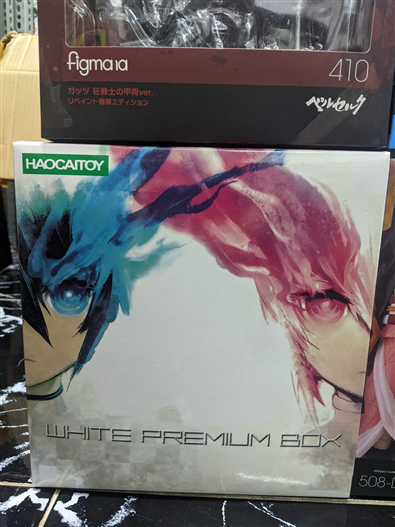 figma 10
410
ガッツ 狂戦士の甲冑ver.
リペイント/髑髏エディション
ベルセルク
HAOCAITOY
WHITE PREMIUM BOX
508-